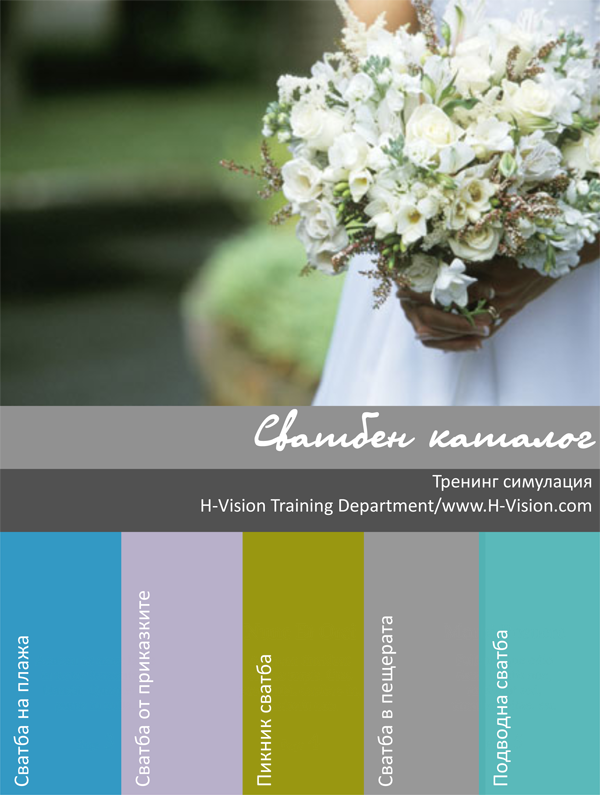 Сватбен каталог
Тренинг симулация
H-Vision Training Department/www.H-Vision.com
Сватба на плажа
Сватба от приказките
Пикник сватба
Сватба в пещерата
Подводна сватба